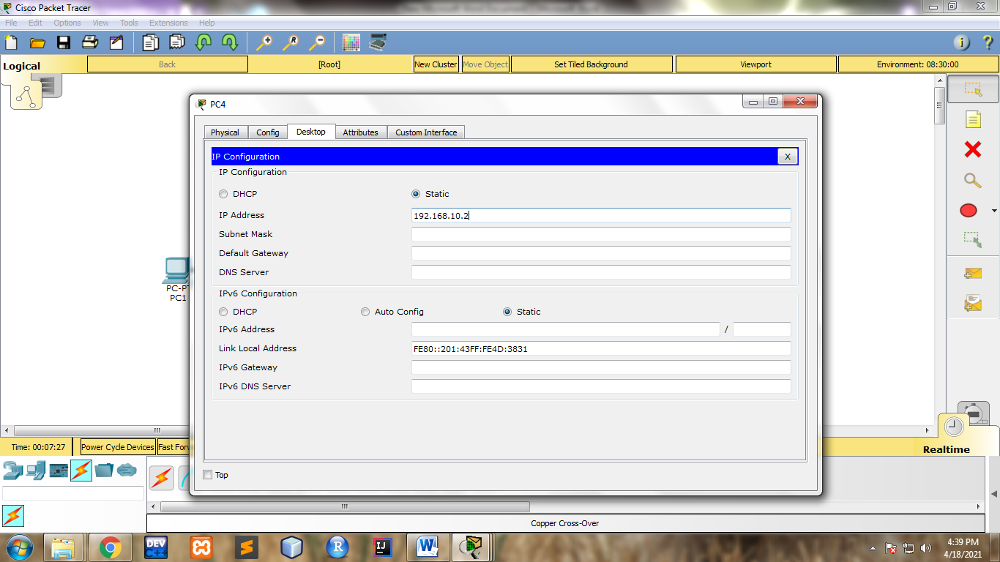 Cisco Packet Tracer
File Edit Options View Tools Extensions Help
Logical
Back
[Root]
New Cluster
Move Object
Set Tiled Background
Viewport
Environment: 08:30:00
PC4
Physical Config Desktop Attributes Custom Interface
IP Configuration
X
IP Configuration
DHCP Static
IP Address 192.168.10.2
Subnet Mask
Default Gateway
DNS Server
IPv6 Configuration
DHCP Auto Config Static
IPv6 Address /
Link Local Address FE80::201:43FF:FE4D:3831
IPv6 Gateway
IPv6 DNS Server
Top
PC-PT
PC1
Time: 00:07:27
Power Cycle Devices
Fast For
Realtime
Copper Cross-Over
DEV
C++
R
IJ
W
4:39 PM
4/18/2021